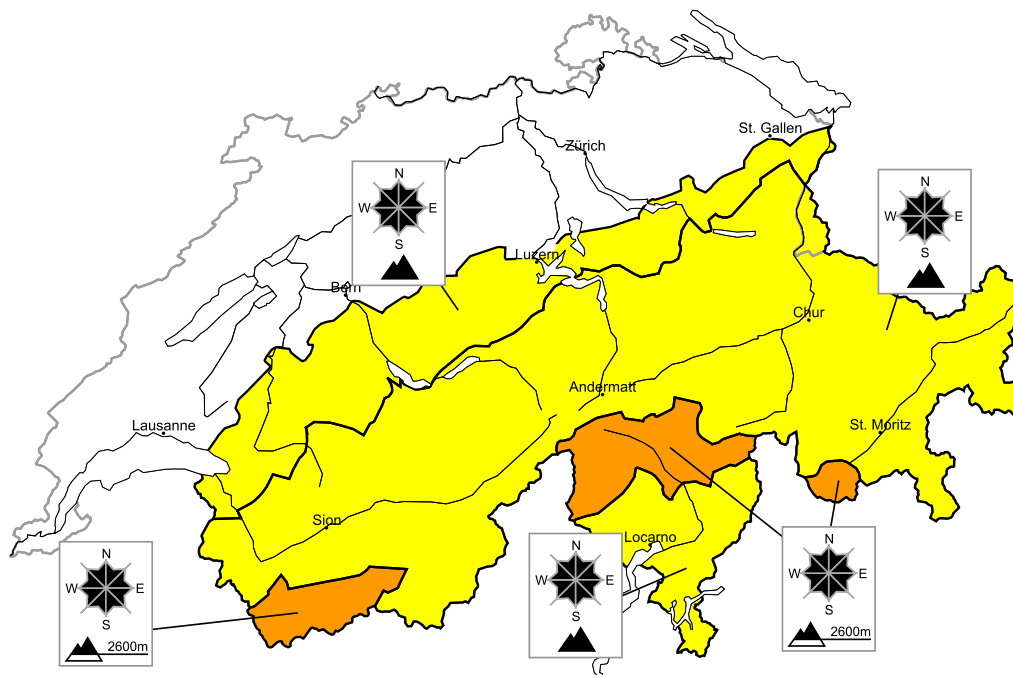 St. Gallen
Zürich
N
W E
S
N
W E
S
Luzern
Bern
Chur
Andermatt
Lausanne
St. Moritz
Sion
Locarno
N
W E
S
2600m
N
W E
S
N
W E
S
2600m